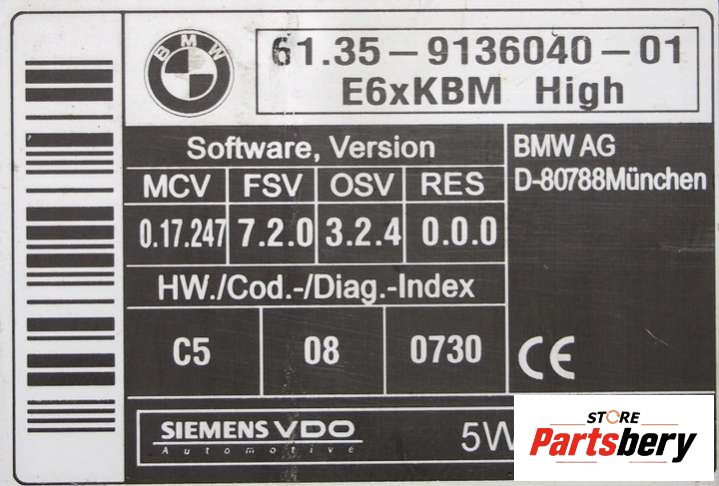 BMW
61.35-9136040-01
E6xKBM High
Software, Version
MCV FSV OSV RES
0.17.247 7.2.0 3.2.4 0.0.0
BMW AG
D-80788München
HW./Cod.-/Diag.-Index
C5 08 0730
CE
SIEMENS VDO
Automotive
5W
STORE
Partsbery